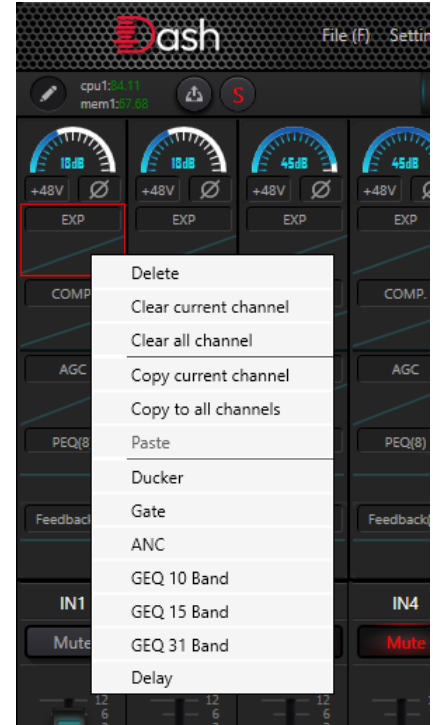 Dash
File (F) Settin
cpu1:84.11
mem1:67.68
S
18dB 18dB 45dB 45dB
+48V Ø +48V Ø +48V Ø +48V
EXP EXP EXP EXP
Delete
COMP COMP.
Clear current channel
Clear all channel
AGC AGC
Copy current channel
Copy to all channels
PEQ(8 PEQ(8)
Paste
Ducker
Gate
Feedback Feedback(
ANC
GEQ 10 Band
IN1 IN4
GEQ 15 Band
Mute Mute
GEQ 31 Band
Delay
12 12 12
6 6 6